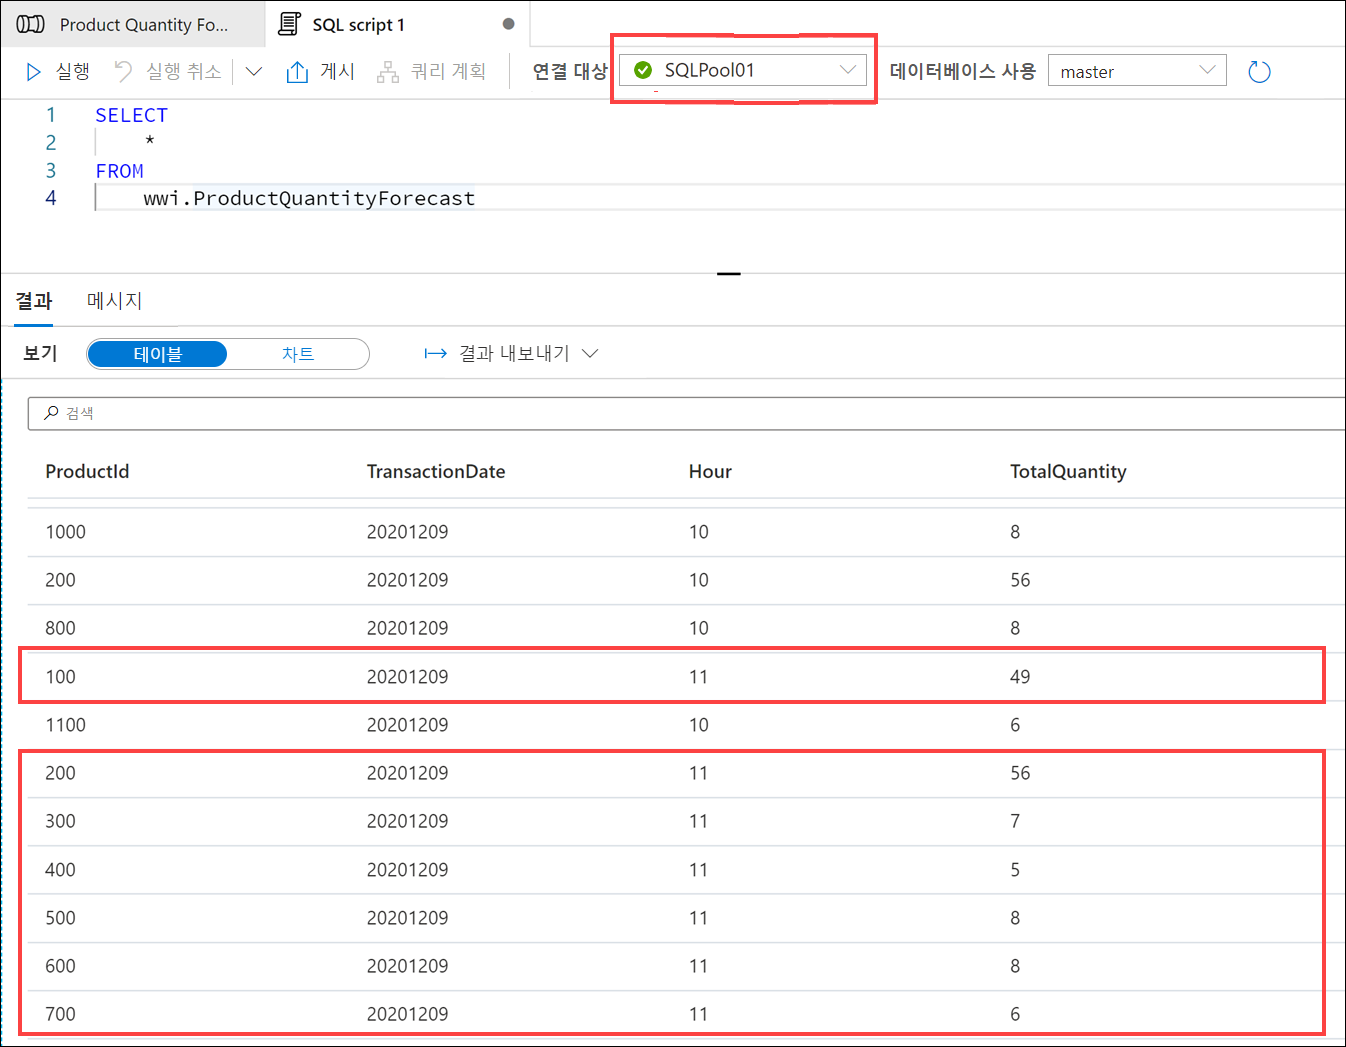 Product Quantity Fo...
SQL script 1
실행 실행 취소 게시 쿼리 계획 연결 대상 SQLPool01 데이터베이스 사용 master
1 SELECT
2 *
3 FROM
4 wwi.ProductQuantityForecast
결과 메시지
보기 테이블 차트 결과 내보내기
검색
ProductId TransactionDate Hour TotalQuantity
1000 20201209 10 8
200 20201209 10 56
800 20201209 10 8
100 20201209 11 49
1100 20201209 10 6
200 20201209 11 56
300 20201209 11 7
400 20201209 11 5
500 20201209 11 8
600 20201209 11 8
700 20201209 11 6